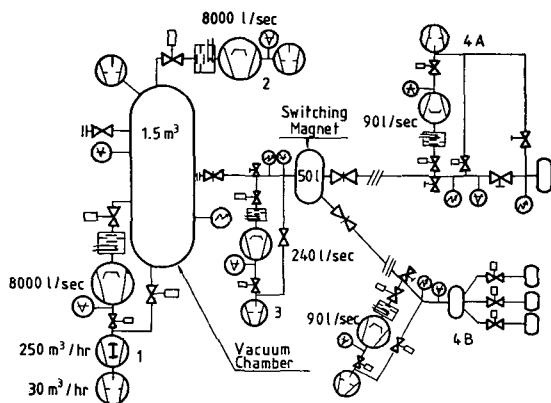 8000 l/sec
2
4A
Switching
Magnet
90l/sec
1.5 m³
50l
240l/sec
8000 l/sec
3
90l/sec
4B
250 m³/hr
1
Vacuum
Chamber
30 m³/hr